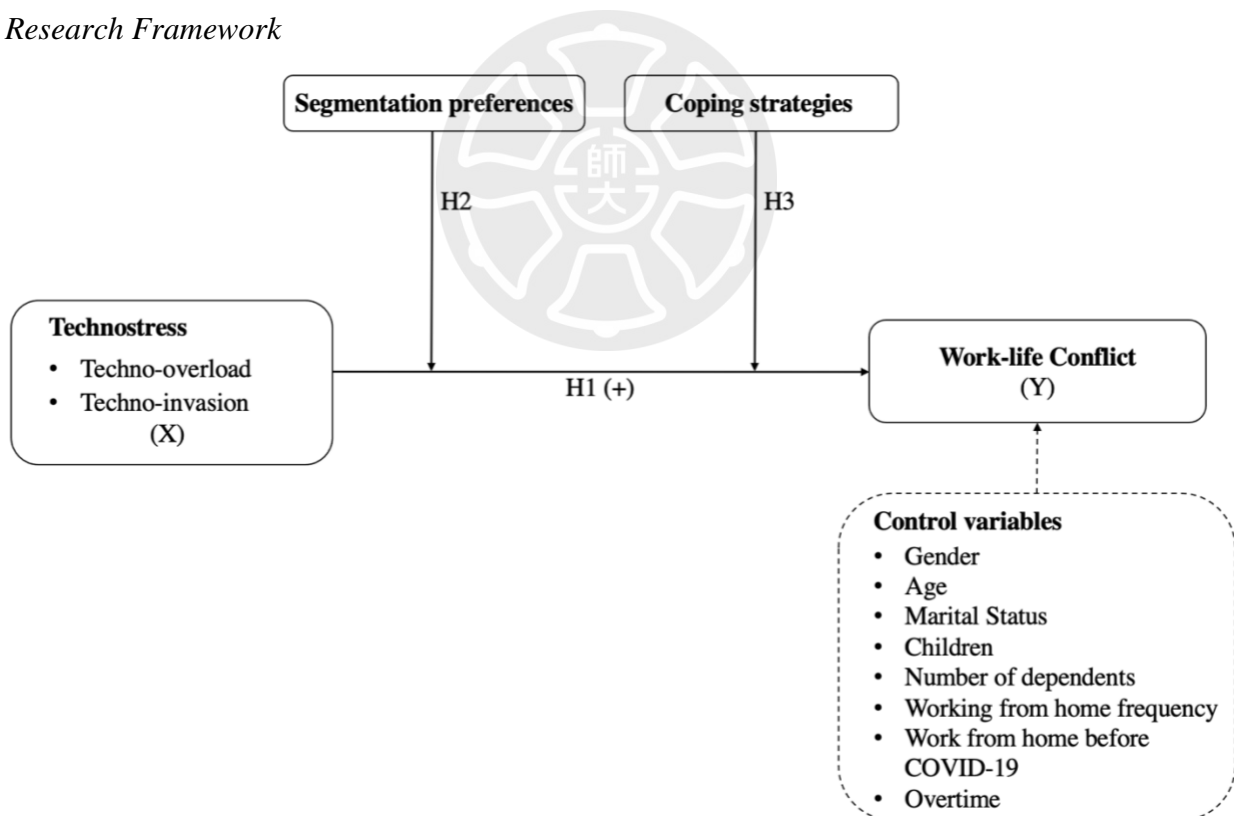 Research Framework
Segmentation preferences
Coping strategies
師
大
H2
H3
Technostress
• Techno-overload
• Techno-invasion
(X)
H1 (+)
Work-life Conflict
(Y)
Control variables
• Gender
• Age
• Marital Status
• Children
• Number of dependents
• Working from home frequency
• Work from home before
COVID-19
• Overtime